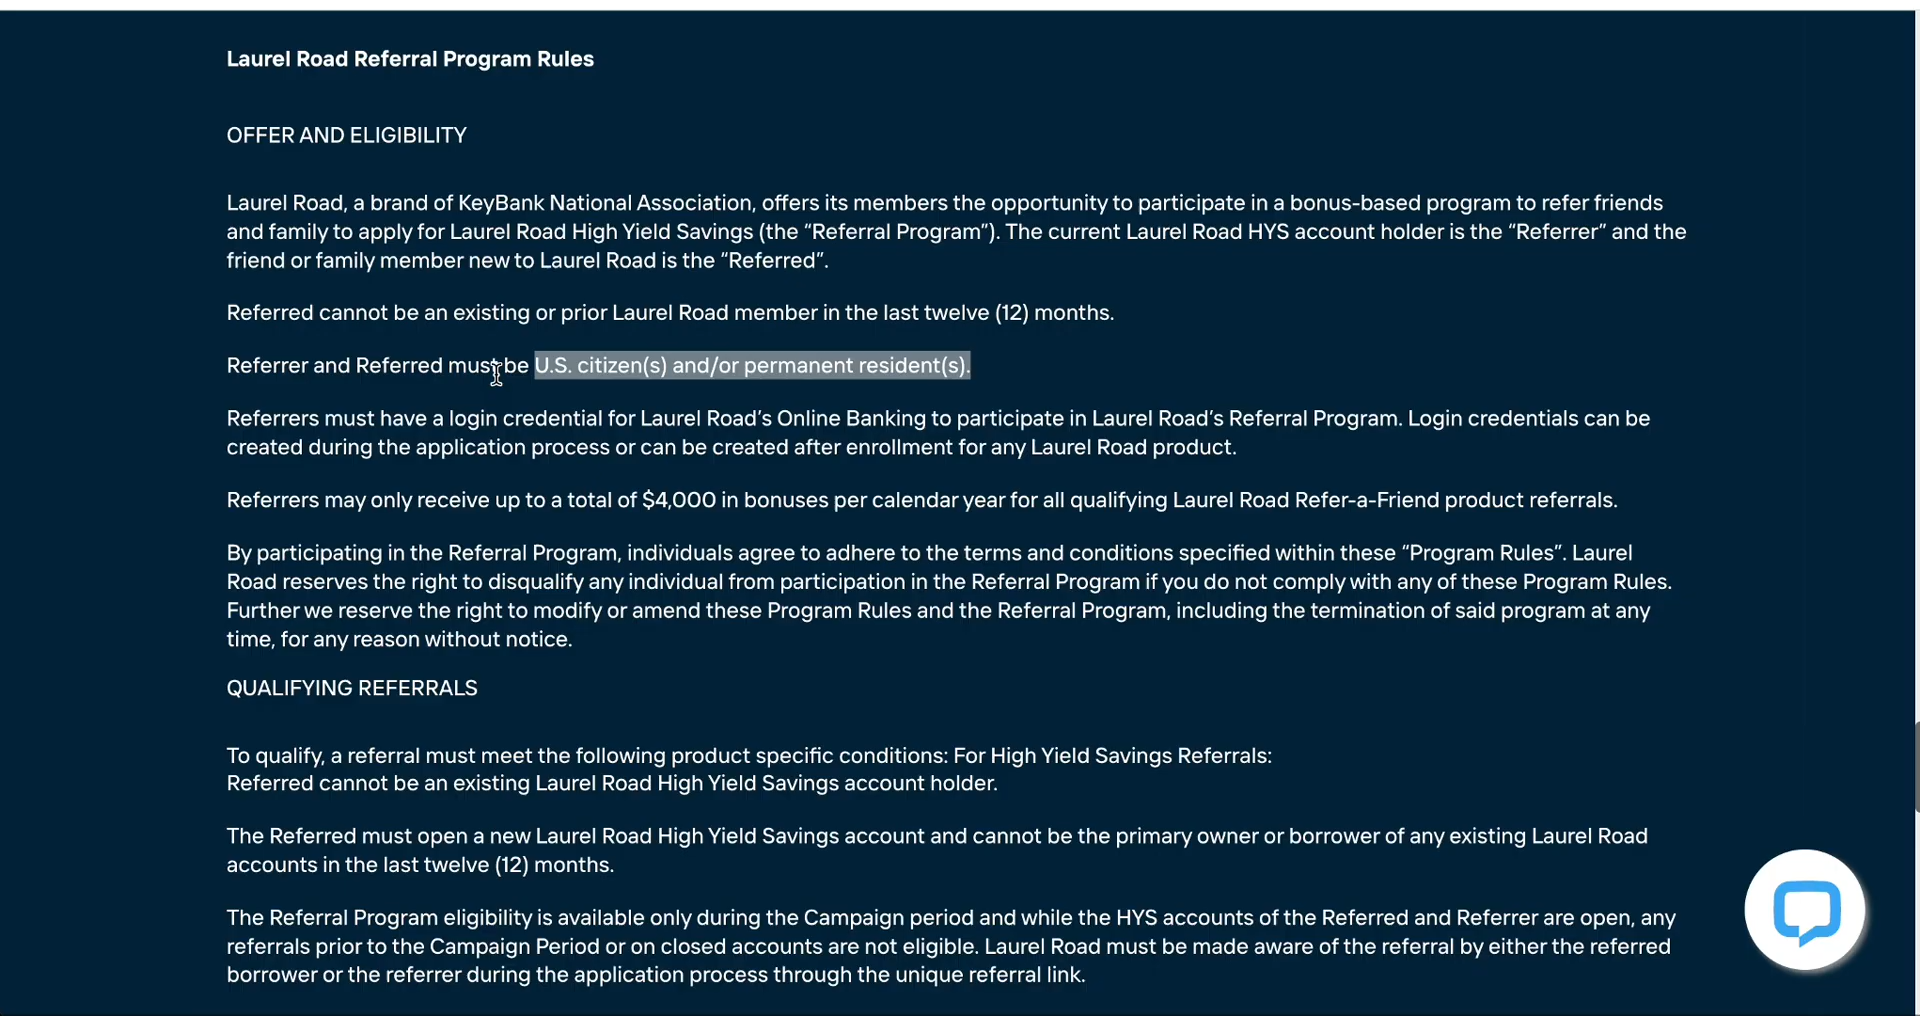 Laurel Road Referral Program Rules
OFFER AND ELIGIBILITY
Laurel Road, a brand of KeyBank National Association, offers its members the opportunity to participate in a bonus-based program to refer friends
and family to apply for Laurel Road High Yield Savings (the “Referral Program”). The current Laurel Road HYS account holder is the “Referrer” and the
friend or family member new to Laurel Road is the “Referred”.
Referred cannot be an existing or prior Laurel Road member in the last twelve (12) months.
Referrer and Referred must be U.S. citizen(s) and/or permanent resident(s).
Referrers must have a login credential for Laurel Road’s Online Banking to participate in Laurel Road’s Referral Program. Login credentials can be
created during the application process or can be created after enrollment for any Laurel Road product.
Referrers may only receive up to a total of $4,000 in bonuses per calendar year for all qualifying Laurel Road Refer-a-Friend product referrals.
By participating in the Referral Program, individuals agree to adhere to the terms and conditions specified within these “Program Rules”. Laurel
Road reserves the right to disqualify any individual from participation in the Referral Program if you do not comply with any of these Program Rules.
Further we reserve the right to modify or amend these Program Rules and the Referral Program, including the termination of said program at any
time, for any reason without notice.
QUALIFYING REFERRALS
To qualify, a referral must meet the following product specific conditions: For High Yield Savings Referrals:
Referred cannot be an existing Laurel Road High Yield Savings account holder.
The Referred must open a new Laurel Road High Yield Savings account and cannot be the primary owner or borrower of any existing Laurel Road
accounts in the last twelve (12) months.
The Referral Program eligibility is available only during the Campaign period and while the HYS accounts of the Referred and Referrer are open, any
referrals prior to the Campaign Period or on closed accounts are not eligible. Laurel Road must be made aware of the referral by either the referred
borrower or the referrer during the application process through the unique referral link.